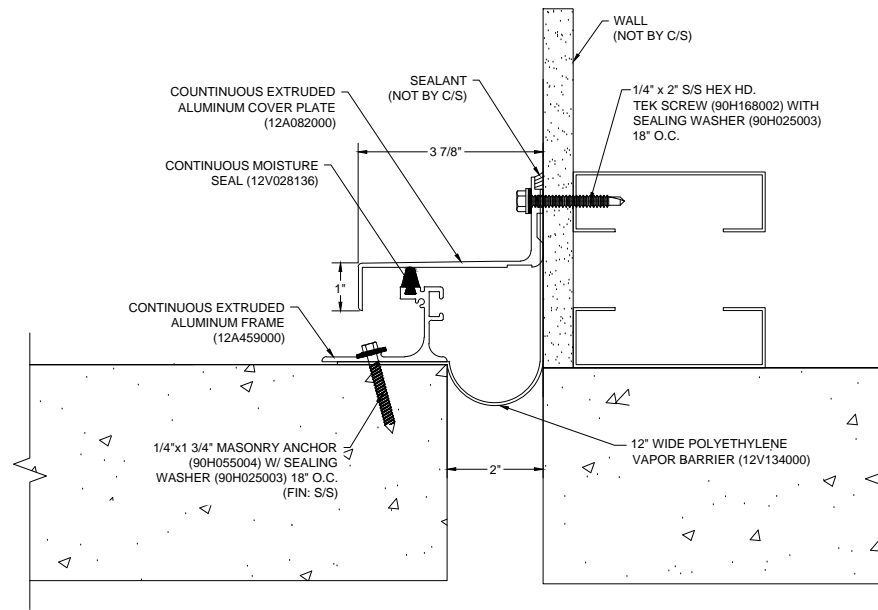 WALL
(NOT BY C/S)
SEALANT
(NOT BY C/S)
COUNTINUOUS EXTRUDED
ALUMINUM COVER PLATE
(12A082000)
1/4" x 2" S/S HEX HD.
TEK SCREW (90H168002) WITH
SEALING WASHER (90H025003)
18" O.C.
3 7/8"
CONTINUOUS MOISTURE
SEAL (12V028136)
1"
CONTINUOUS EXTRUDED
ALUMINUM FRAME
(12A459000)
1/4"x1 3/4" MASONRY ANCHOR
(90H055004) W/ SEALING
WASHER (90H025003) 18" O.C.
(FIN: S/S)
2"
12" WIDE POLYETHYLENE
VAPOR BARRIER (12V134000)